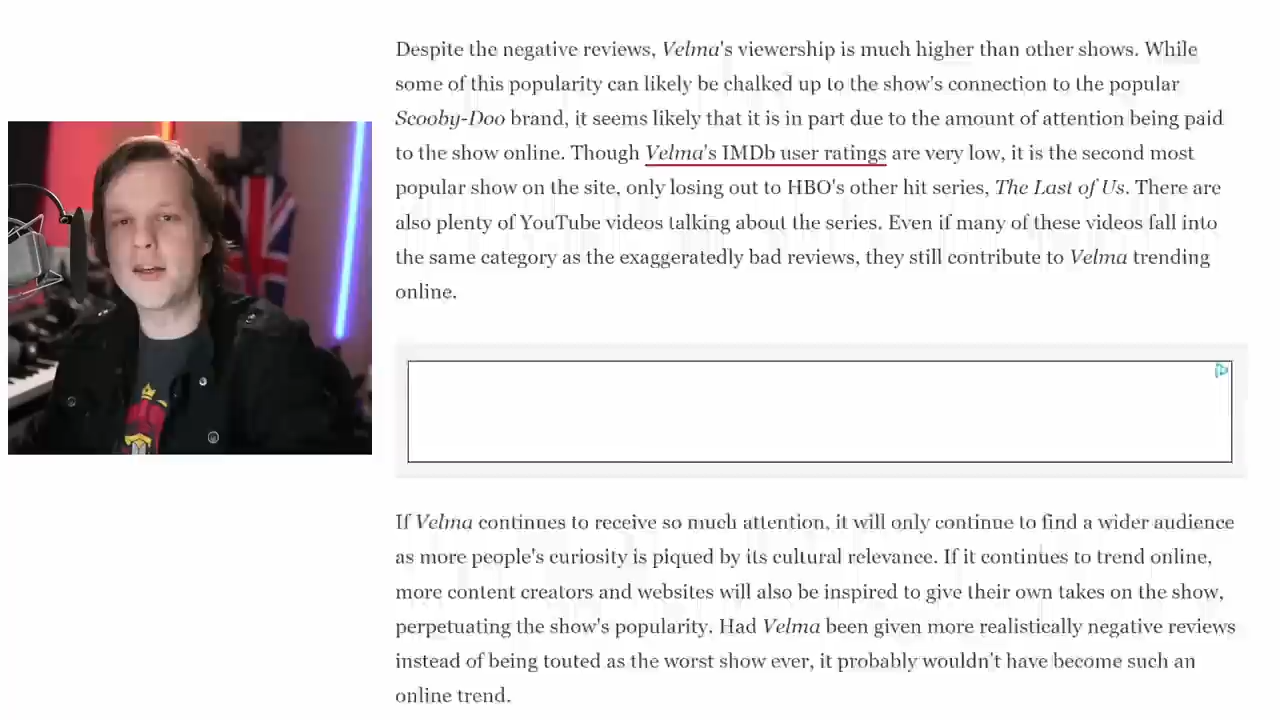 Despite the negative reviews, Velma's viewership is much higher than other shows. While
some of this popularity can likely be chalked up to the show's connection to the popular
Scooby-Doo brand, it seems likely that it is in part due to the amount of attention being paid
to the show online. Though Velma's IMDb user ratings are very low, it is the second most
popular show on the site, only losing out to HBO's other hit series, The Last of Us. There are
also plenty of YouTube videos talking about the series. Even if many of these videos fall into
the same category as the exaggeratedly bad reviews, they still contribute to Velma trending
online.
If Velma continues to receive so much attention, it will only continue to find a wider audience
as more people's curiosity is piqued by its cultural relevance. If it continues to trend online,
more content creators and websites will also be inspired to give their own takes on the show,
perpetuating the show's popularity. Had Velma been given more realistically negative reviews
instead of being touted as the worst show ever, it probably wouldn't have become such an
online trend.